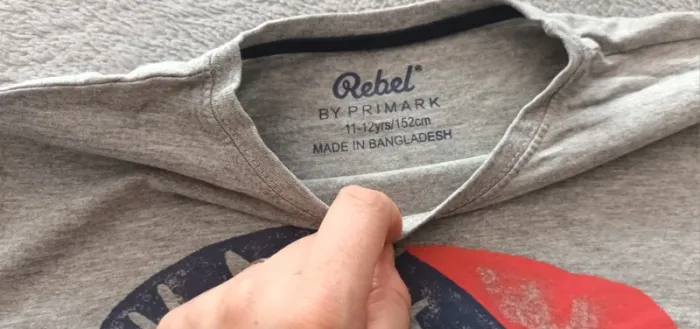 Rebel®
BY PRIMARK
11-12yrs/152cm
MADE IN BANGLADESH